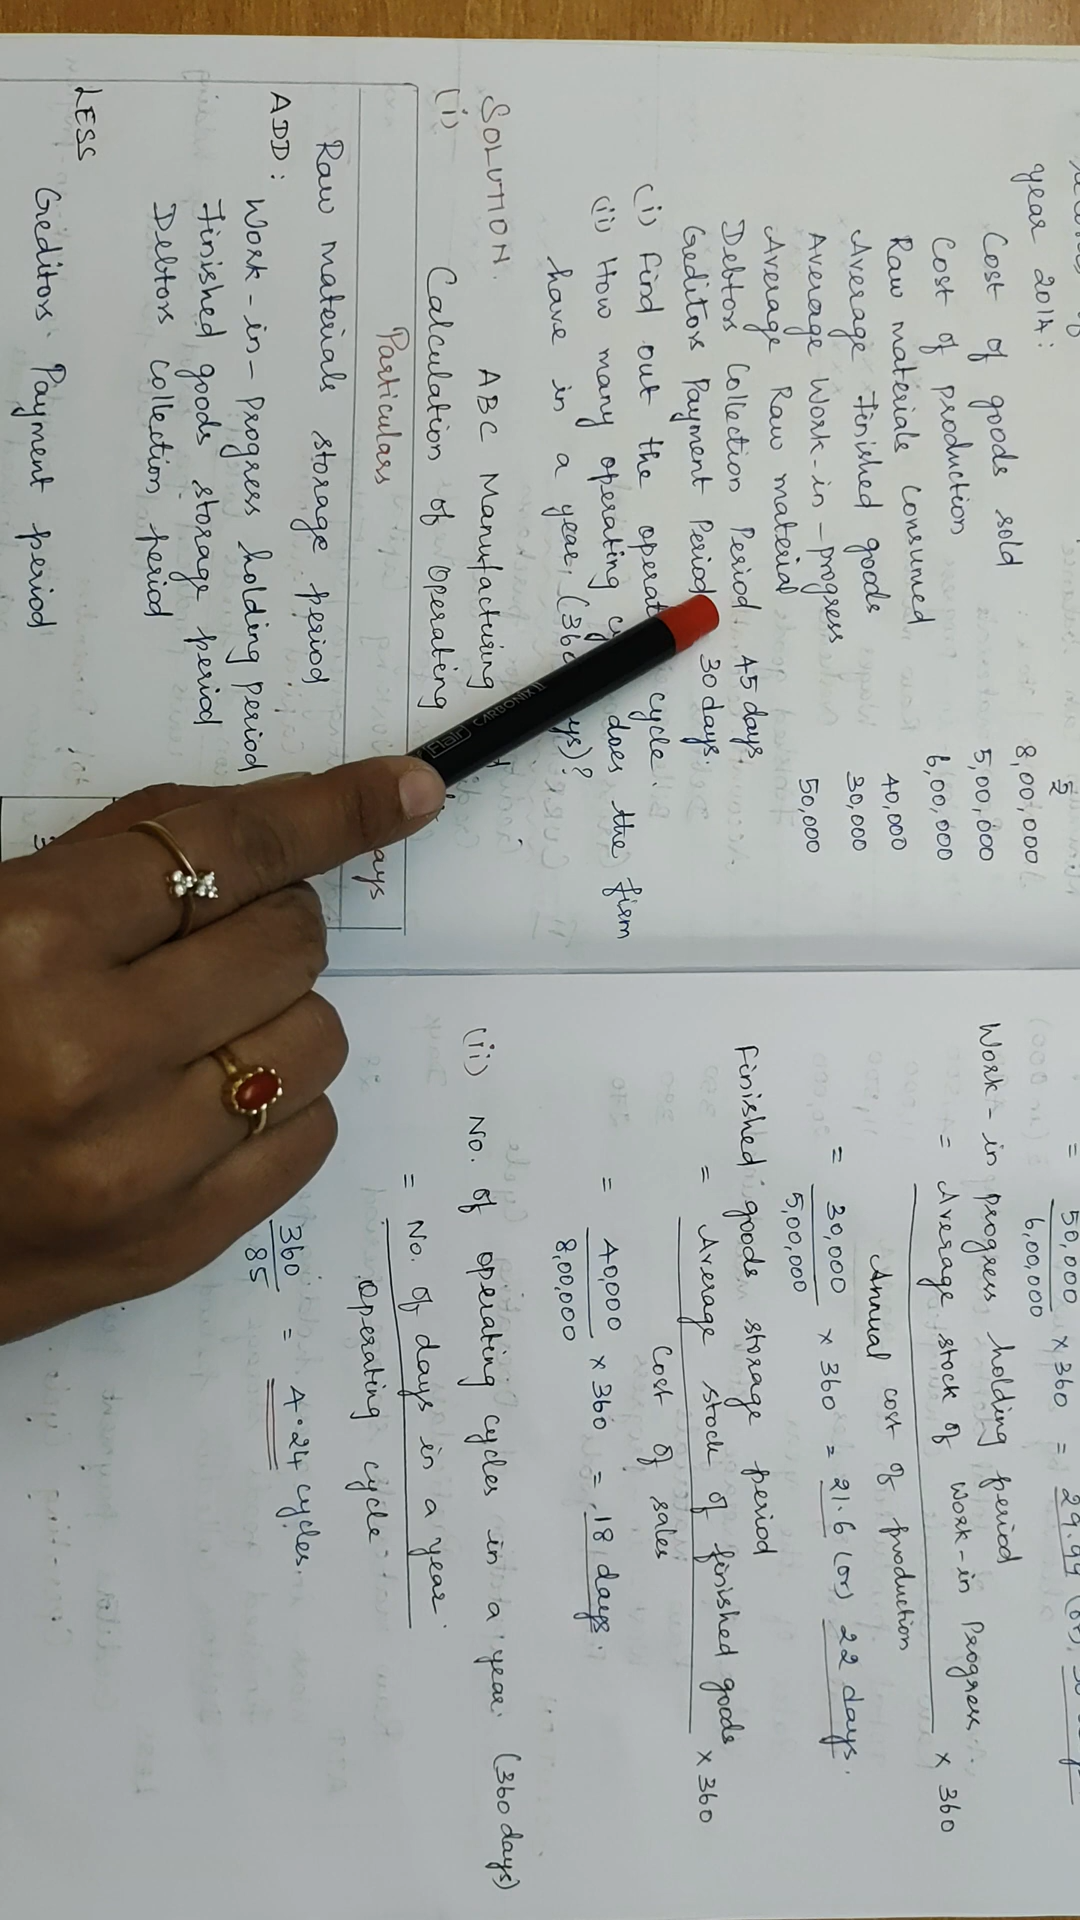 year 2014:
₹
Cost of goods sold 8,00,000
Cost of production 5,00,000
Raw materials consumed 6,00,000
Average Finished goods 40,000
Average Work-in-progress 30,000
Average Raw material 50,000
Debtors Collection Period 45 days.
Creditors Payment Period 30 days.
(i) Find out the operat cycle
(ii) How many operating cy does the firm
have in a year. (36 ys)?
SOLUTION.
ABC Manufacturing
(i) Calculation of Operating
Particulars ays
Raw materials storage period
ADD:
Work-in-Progress holding period
Finished goods storage period
Debtors collection period
LESS
Creditors Payment period
Flair CARBONIX
= 50,000 / 6,00,000 × 360 = 29.94
Work-in progress holding period
= Average stock of Work-in Progress / Annual cost of production × 360
= 30,000 / 5,00,000 × 360 = 21.6 (or) 22 days.
Finished goods storage period
= Average stock of finished goods / Cost of sales × 360
= 40,000 / 8,00,000 × 360 = 18 days.
(ii) No. of operating cycles in a year. (360 days)
= No. of days in a year / Operating cycle
360 / 85 = 4.24 cycles.